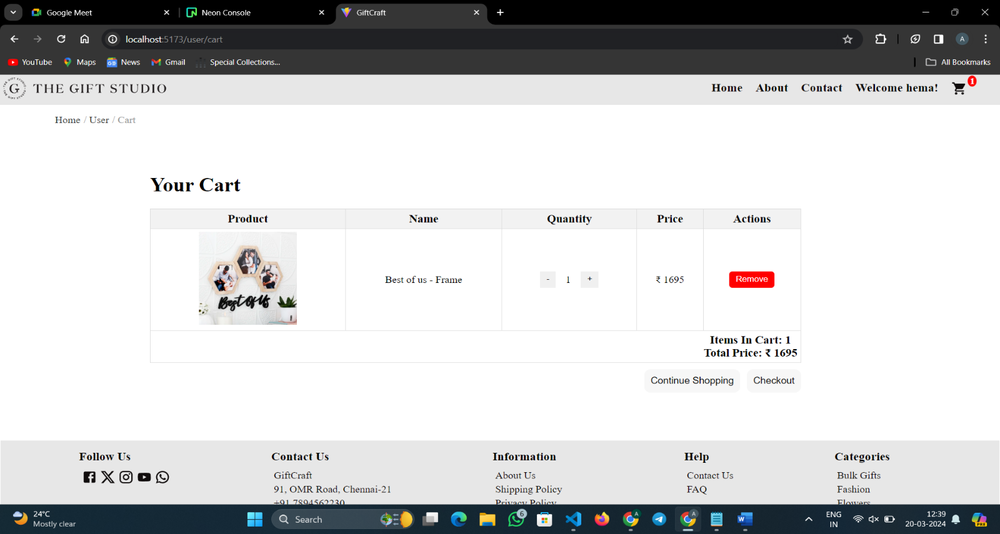 Google Meet
Neon Console
GiftCraft
localhost:5173/user/cart
A
YouTube
Maps
News
Gmail
Special Collections...
All Bookmarks
G THE GIFT STUDIO
Home
About
Contact
Welcome hema!
1
Home / User / Cart
Your Cart
Product
Name
Quantity
Price
Actions
Best of Us
Best of us - Frame
- 1 +
₹ 1695
Remove
Items In Cart: 1
Total Price: ₹ 1695
Continue Shopping
Checkout
Follow Us
Contact Us
GiftCraft
91, OMR Road, Chennai-21
+91 7894562230
Information
About Us
Shipping Policy
Privacy Policy
Help
Contact Us
FAQ
Categories
Bulk Gifts
Fashion
Flowers
24°C
Mostly clear
Search
6
A
A
W
PRE
ENG
IN
12:39
20-03-2024